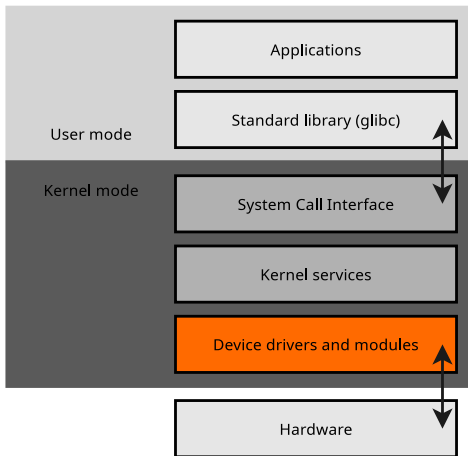 Applications
Standard library (glibc)
User mode
Kernel mode
System Call Interface
Kernel services
Device drivers and modules
Hardware